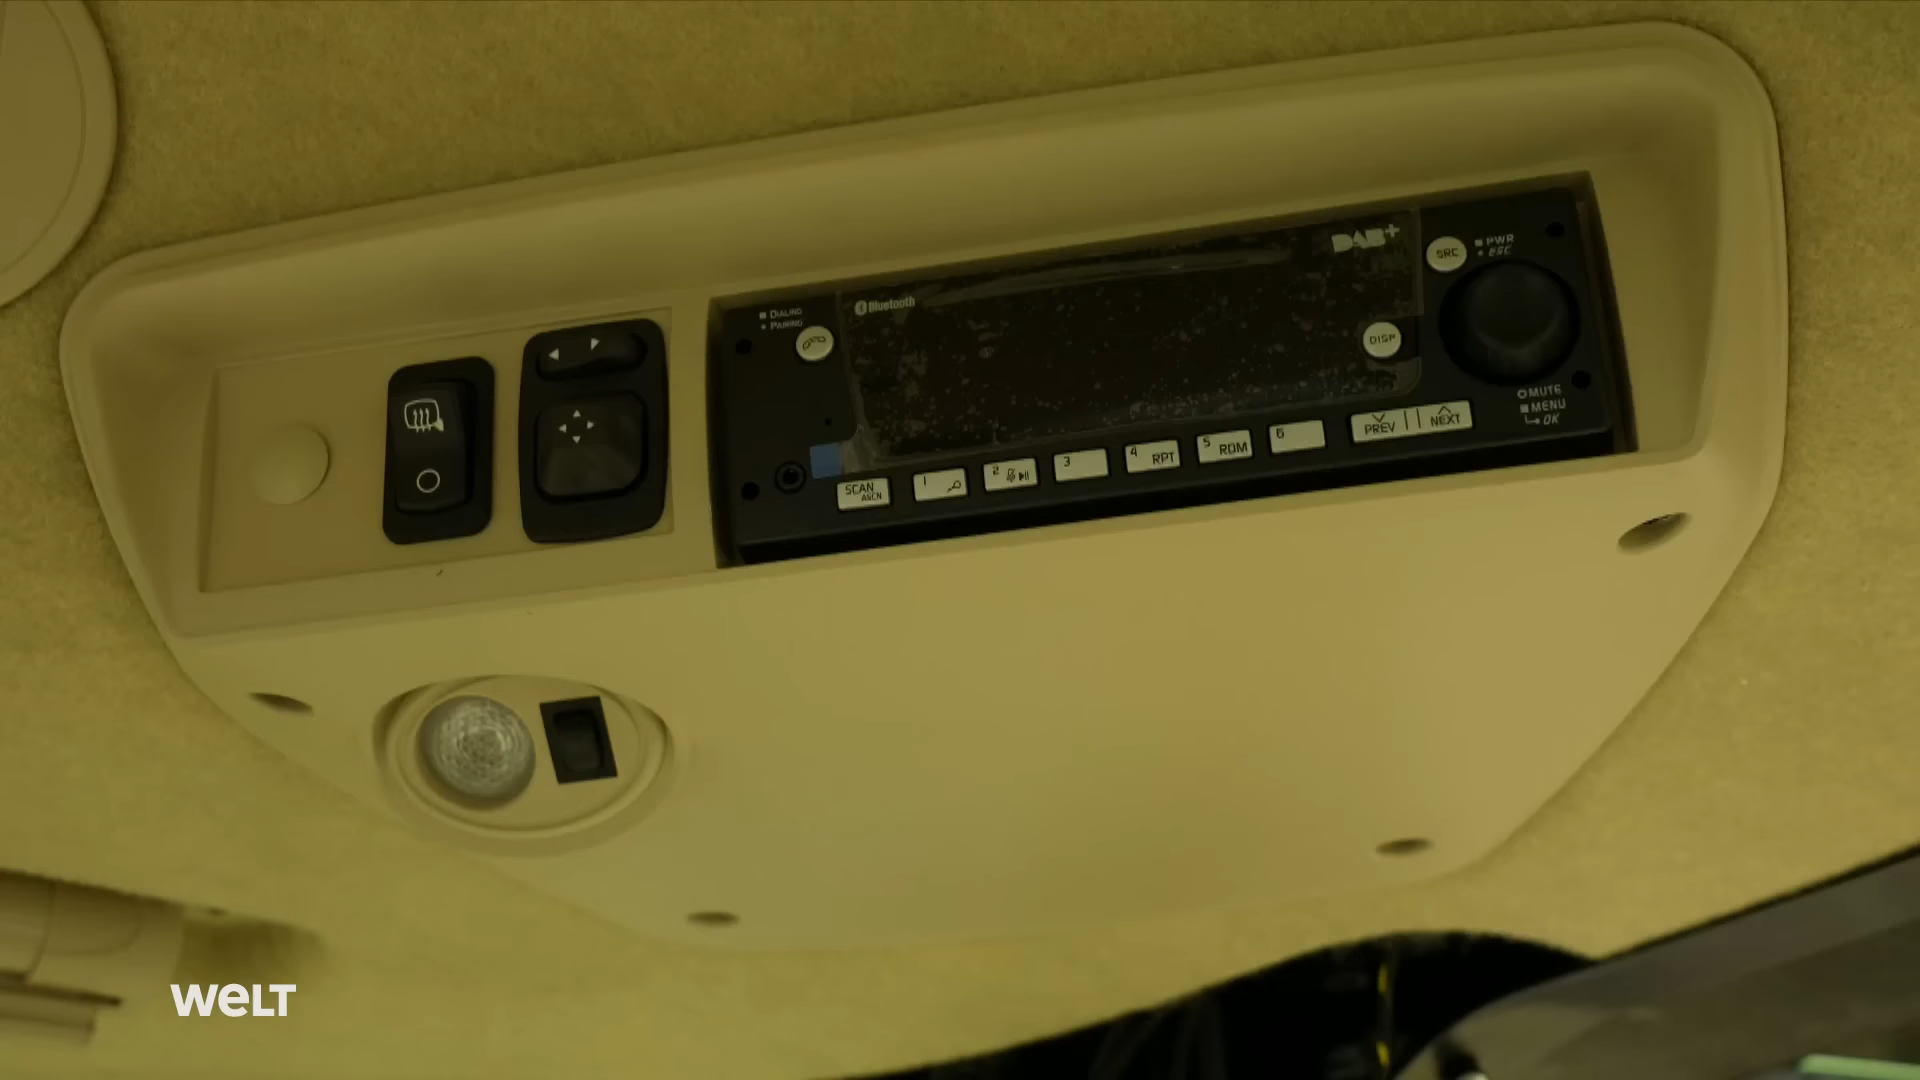 DAB+
SRC
PWR
ESC
Bluetooth
DIALING
PAIRING
DISP
MUTE
MENU
OK
SCAN
ASCN
1
2
3
4 RPT
5 RDM
6
PREV
NEXT
WELT